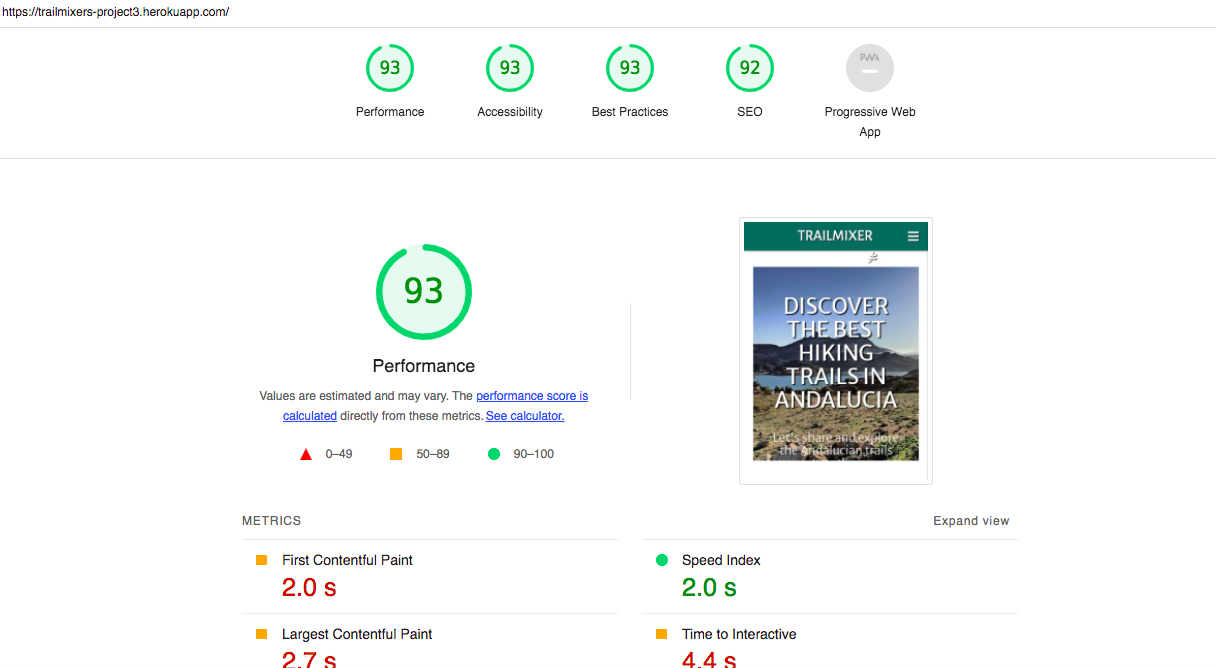 https://trailmixers-project3.herokuapp.com/
93
93
93
92
PWA
Performance
Accessibility
Best Practices
SEO
Progressive Web
App
93
Performance
Values are estimated and may vary. The performance score is
calculated directly from these metrics. See calculator.
0–49
50–89
90–100
TRAILMIXER
DISCOVER
THE BEST
HIKING
TRAILS IN
ANDALUCIA
Let's share and explore
the Andalucian trails
METRICS
Expand view
First Contentful Paint
2.0 s
Speed Index
2.0 s
Largest Contentful Paint
2.7 s
Time to Interactive
4.4 s